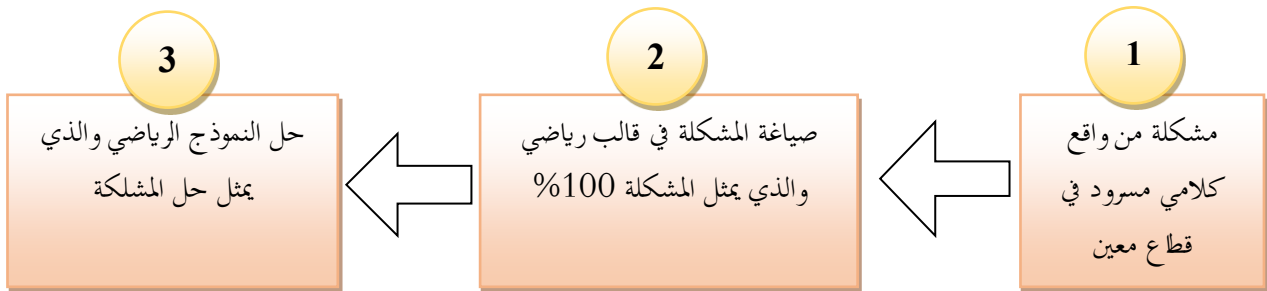 1
مشكلة من واقع
كلامي مسرود في
قطاع معين
2
صياغة المشكلة في قالب رياضي
والذي يمثل المشكلة 100%
3
حل النموذج الرياضي والذي
يمثل حل المشلكة